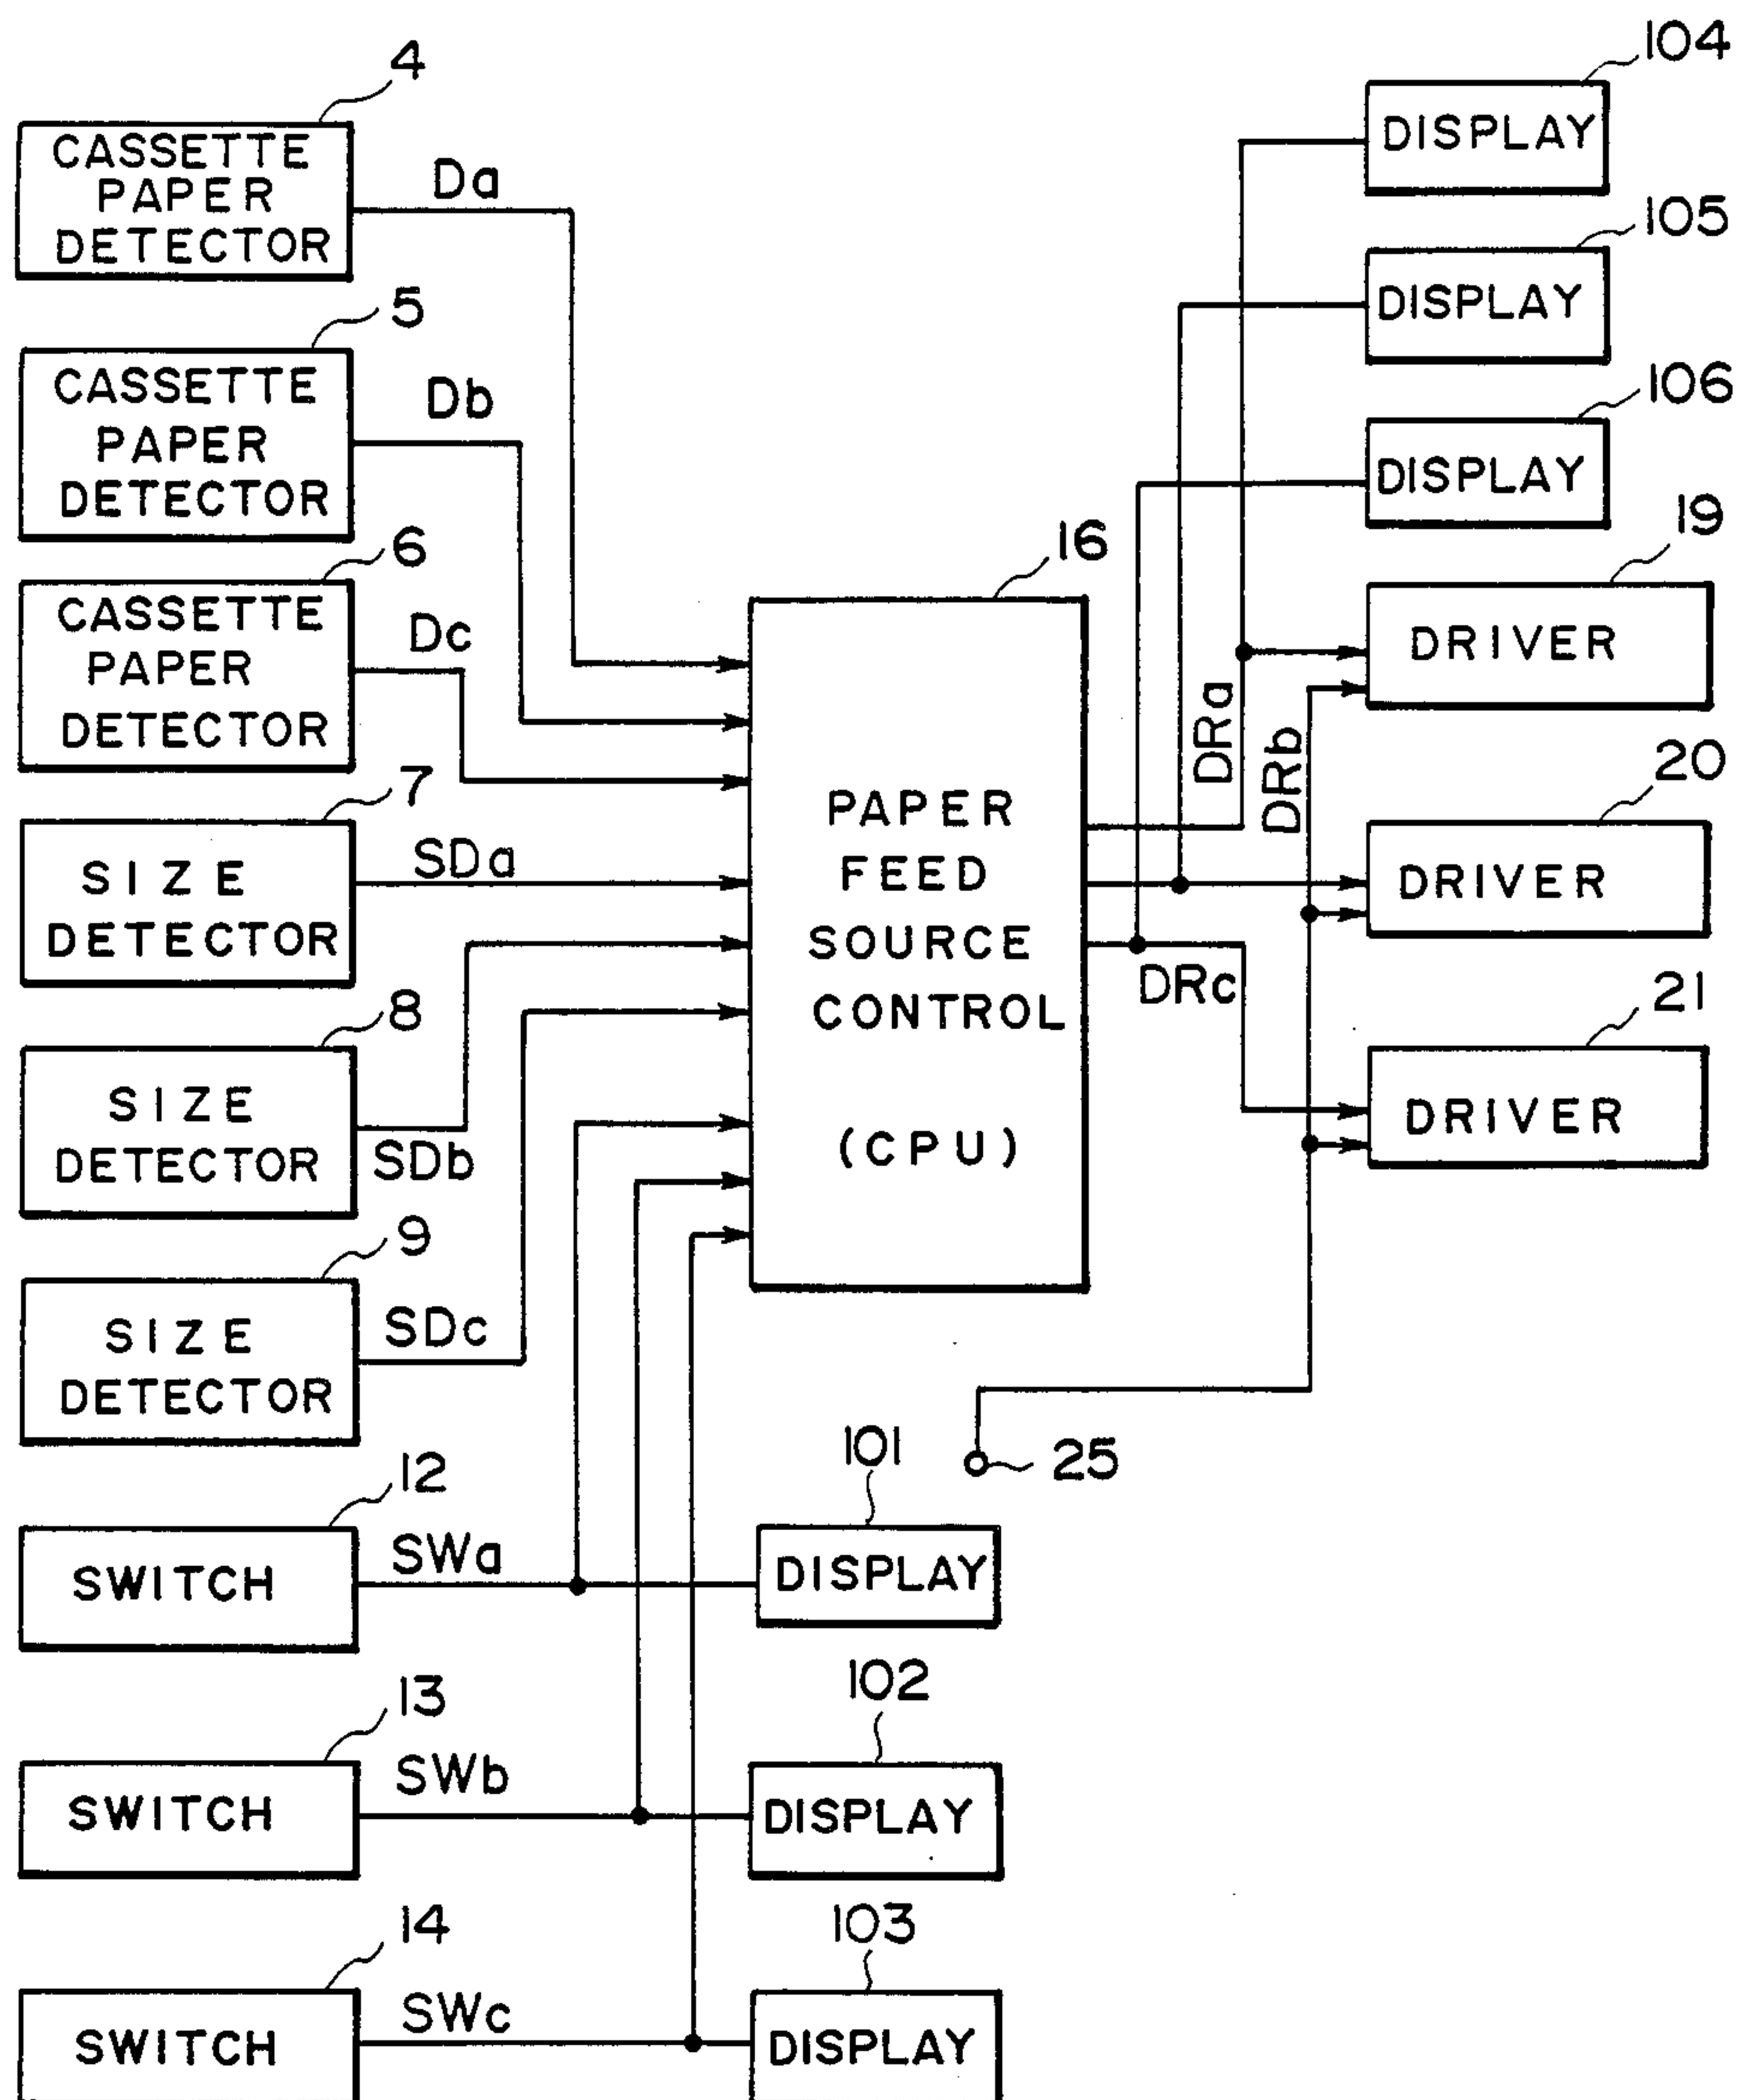 4
CASSETTE
PAPER
DETECTOR
Da
5
CASSETTE
PAPER
DETECTOR
Db
6
CASSETTE
PAPER
DETECTOR
Dc
7
SIZE
DETECTOR
SDa
8
SIZE
DETECTOR
SDb
9
SIZE
DETECTOR
SDc
12
SWITCH
SWa
13
SWITCH
SWb
14
SWITCH
SWc
16
PAPER
FEED
SOURCE
CONTROL
(CPU)
101
DISPLAY
102
DISPLAY
103
DISPLAY
25
DRa
DRb
DRc
104
DISPLAY
105
DISPLAY
106
DISPLAY
19
DRIVER
20
DRIVER
21
DRIVER